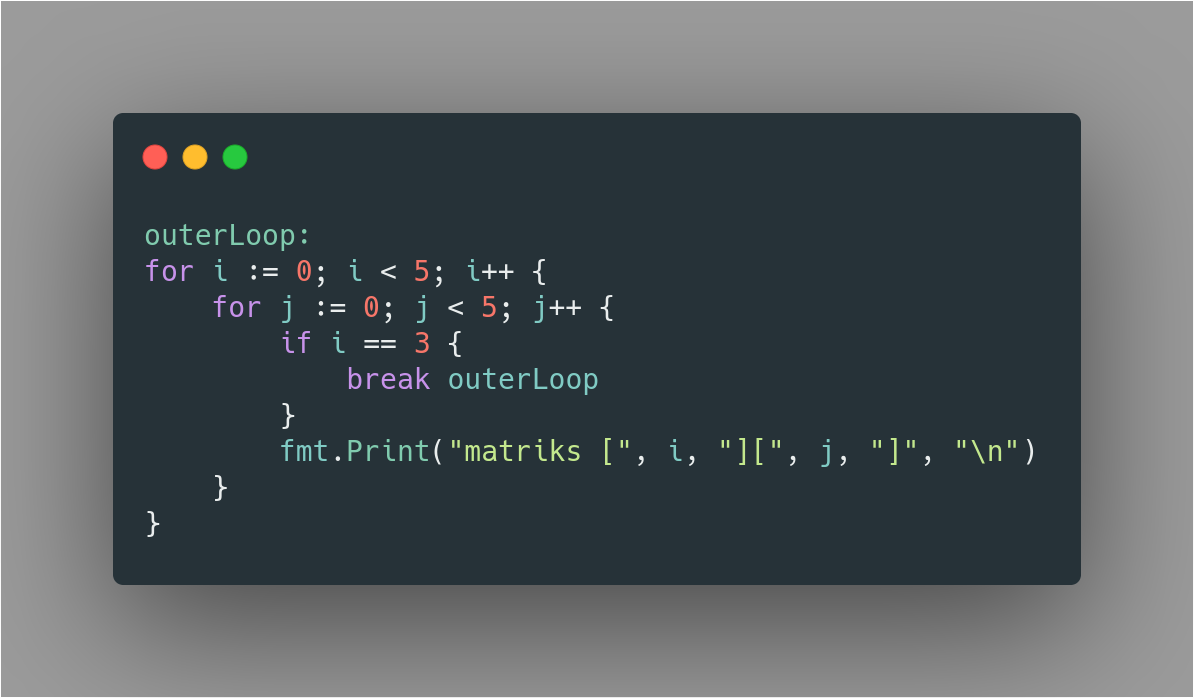 outerLoop:
for i := 0; i < 5; i++ {
    for j := 0; j < 5; j++ {
        if i == 3 {
            break outerLoop
        }
        fmt.Print("matriks [", i, "][", j, "]", "\n")
    }
}